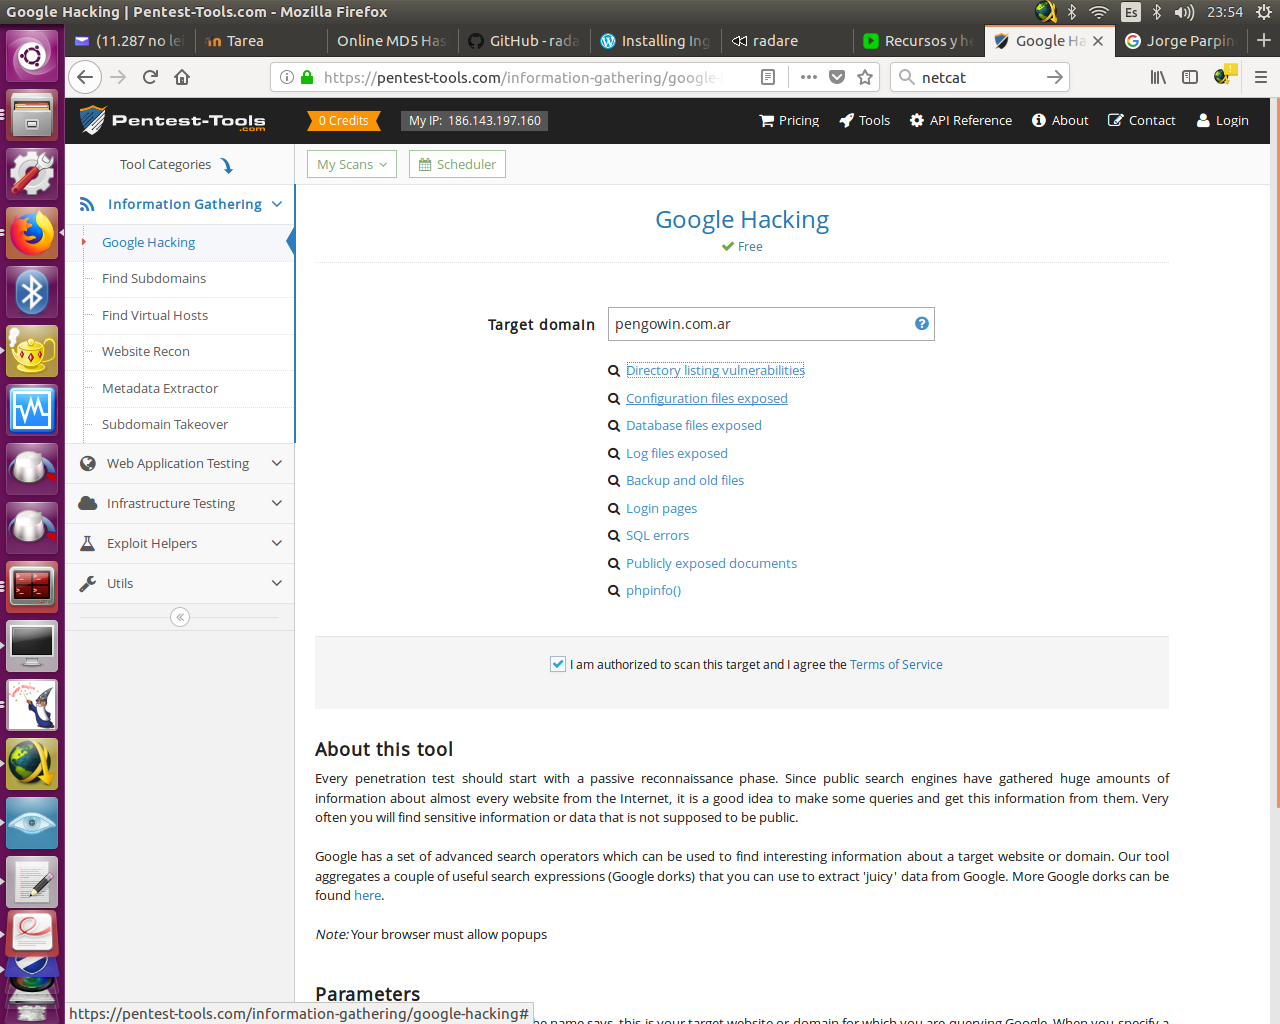 Google Hacking | Pentest-Tools.com - Mozilla Firefox
Es
23:54
(11.287 no leí
Tarea
Online MD5 Has
GitHub - rada
Installing Ing
radare
Recursos y he
Google Ha
Jorge Parpin
https://pentest-tools.com/information-gathering/google-
netcat
Pentest-Tools
.com
0 Credits
My IP: 186.143.197.160
Pricing
Tools
API Reference
About
Contact
Login
Tool Categories
My Scans
Scheduler
Information Gathering
Google Hacking
Find Subdomains
Find Virtual Hosts
Website Recon
Metadata Extractor
Subdomain Takeover
Web Application Testing
Infrastructure Testing
Exploit Helpers
Utils
Google Hacking
Free
Target domain
pengowin.com.ar
Directory listing vulnerabilities
Configuration files exposed
Database files exposed
Log files exposed
Backup and old files
Login pages
SQL errors
Publicly exposed documents
phpinfo()
I am authorized to scan this target and I agree the Terms of Service
About this tool
Every penetration test should start with a passive reconnaissance phase. Since public search engines have gathered huge amounts of
information about almost every website from the Internet, it is a good idea to make some queries and get this information from them. Very
often you will find sensitive information or data that is not supposed to be public.
Google has a set of advanced search operators which can be used to find interesting information about a target website or domain. Our tool
aggregates a couple of useful search expressions (Google dorks) that you can use to extract 'juicy' data from Google. More Google dorks can be
found here.
Note: Your browser must allow popups
Parameters
he name says, this is your target website or domain for which you are querying Google. When you specify a
https://pentest-tools.com/information-gathering/google-hacking#